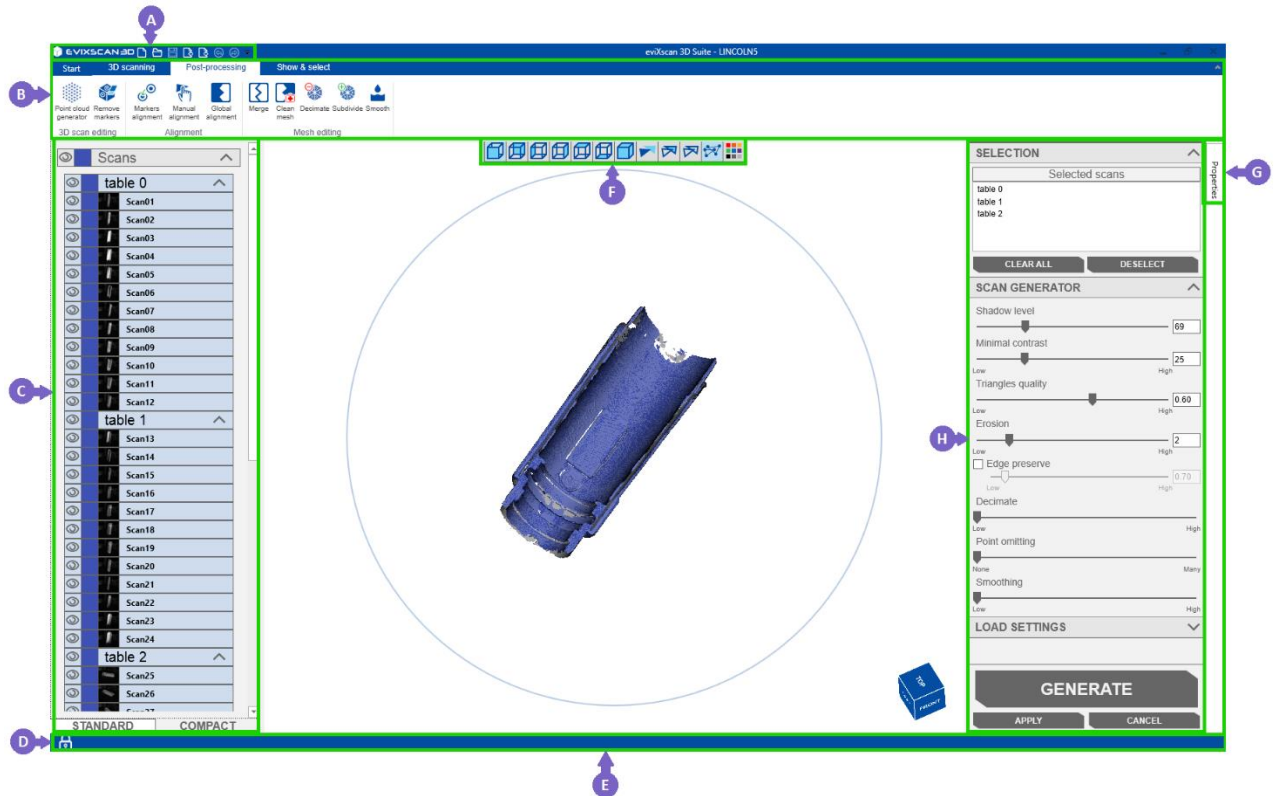 A
EVIXSCAN 3D
eviXscan 3D Suite - LINCOLN5
Start 3D scanning Post-processing Show & select
B
Point cloud generator
Remove markers
Markers alignment
Manual alignment
Global alignment
Merge
Clean mesh
Decimate
Subdivide
Smooth
3D scan editing Alignment Mesh editing
C
Scans
table 0
Scan01
Scan02
Scan03
Scan04
Scan05
Scan06
Scan07
Scan08
Scan09
Scan10
Scan11
Scan12
table 1
Scan13
Scan14
Scan15
Scan16
Scan17
Scan18
Scan19
Scan20
Scan21
Scan22
Scan23
Scan24
table 2
Scan25
Scan26
Scan27
STANDARD COMPACT
F
TOP
FRONT
SELECTION
Selected scans
table 0
table 1
table 2
CLEAR ALL DESELECT
SCAN GENERATOR
Shadow level
69
Minimal contrast
25
Low High
Triangles quality
0.60
Low High
Erosion
2
Low High
Edge preserve
0.70
Low High
Decimate
Low High
Point omitting
None Many
Smoothing
Low High
LOAD SETTINGS
GENERATE
APPLY CANCEL
Properties
G
H
D
E